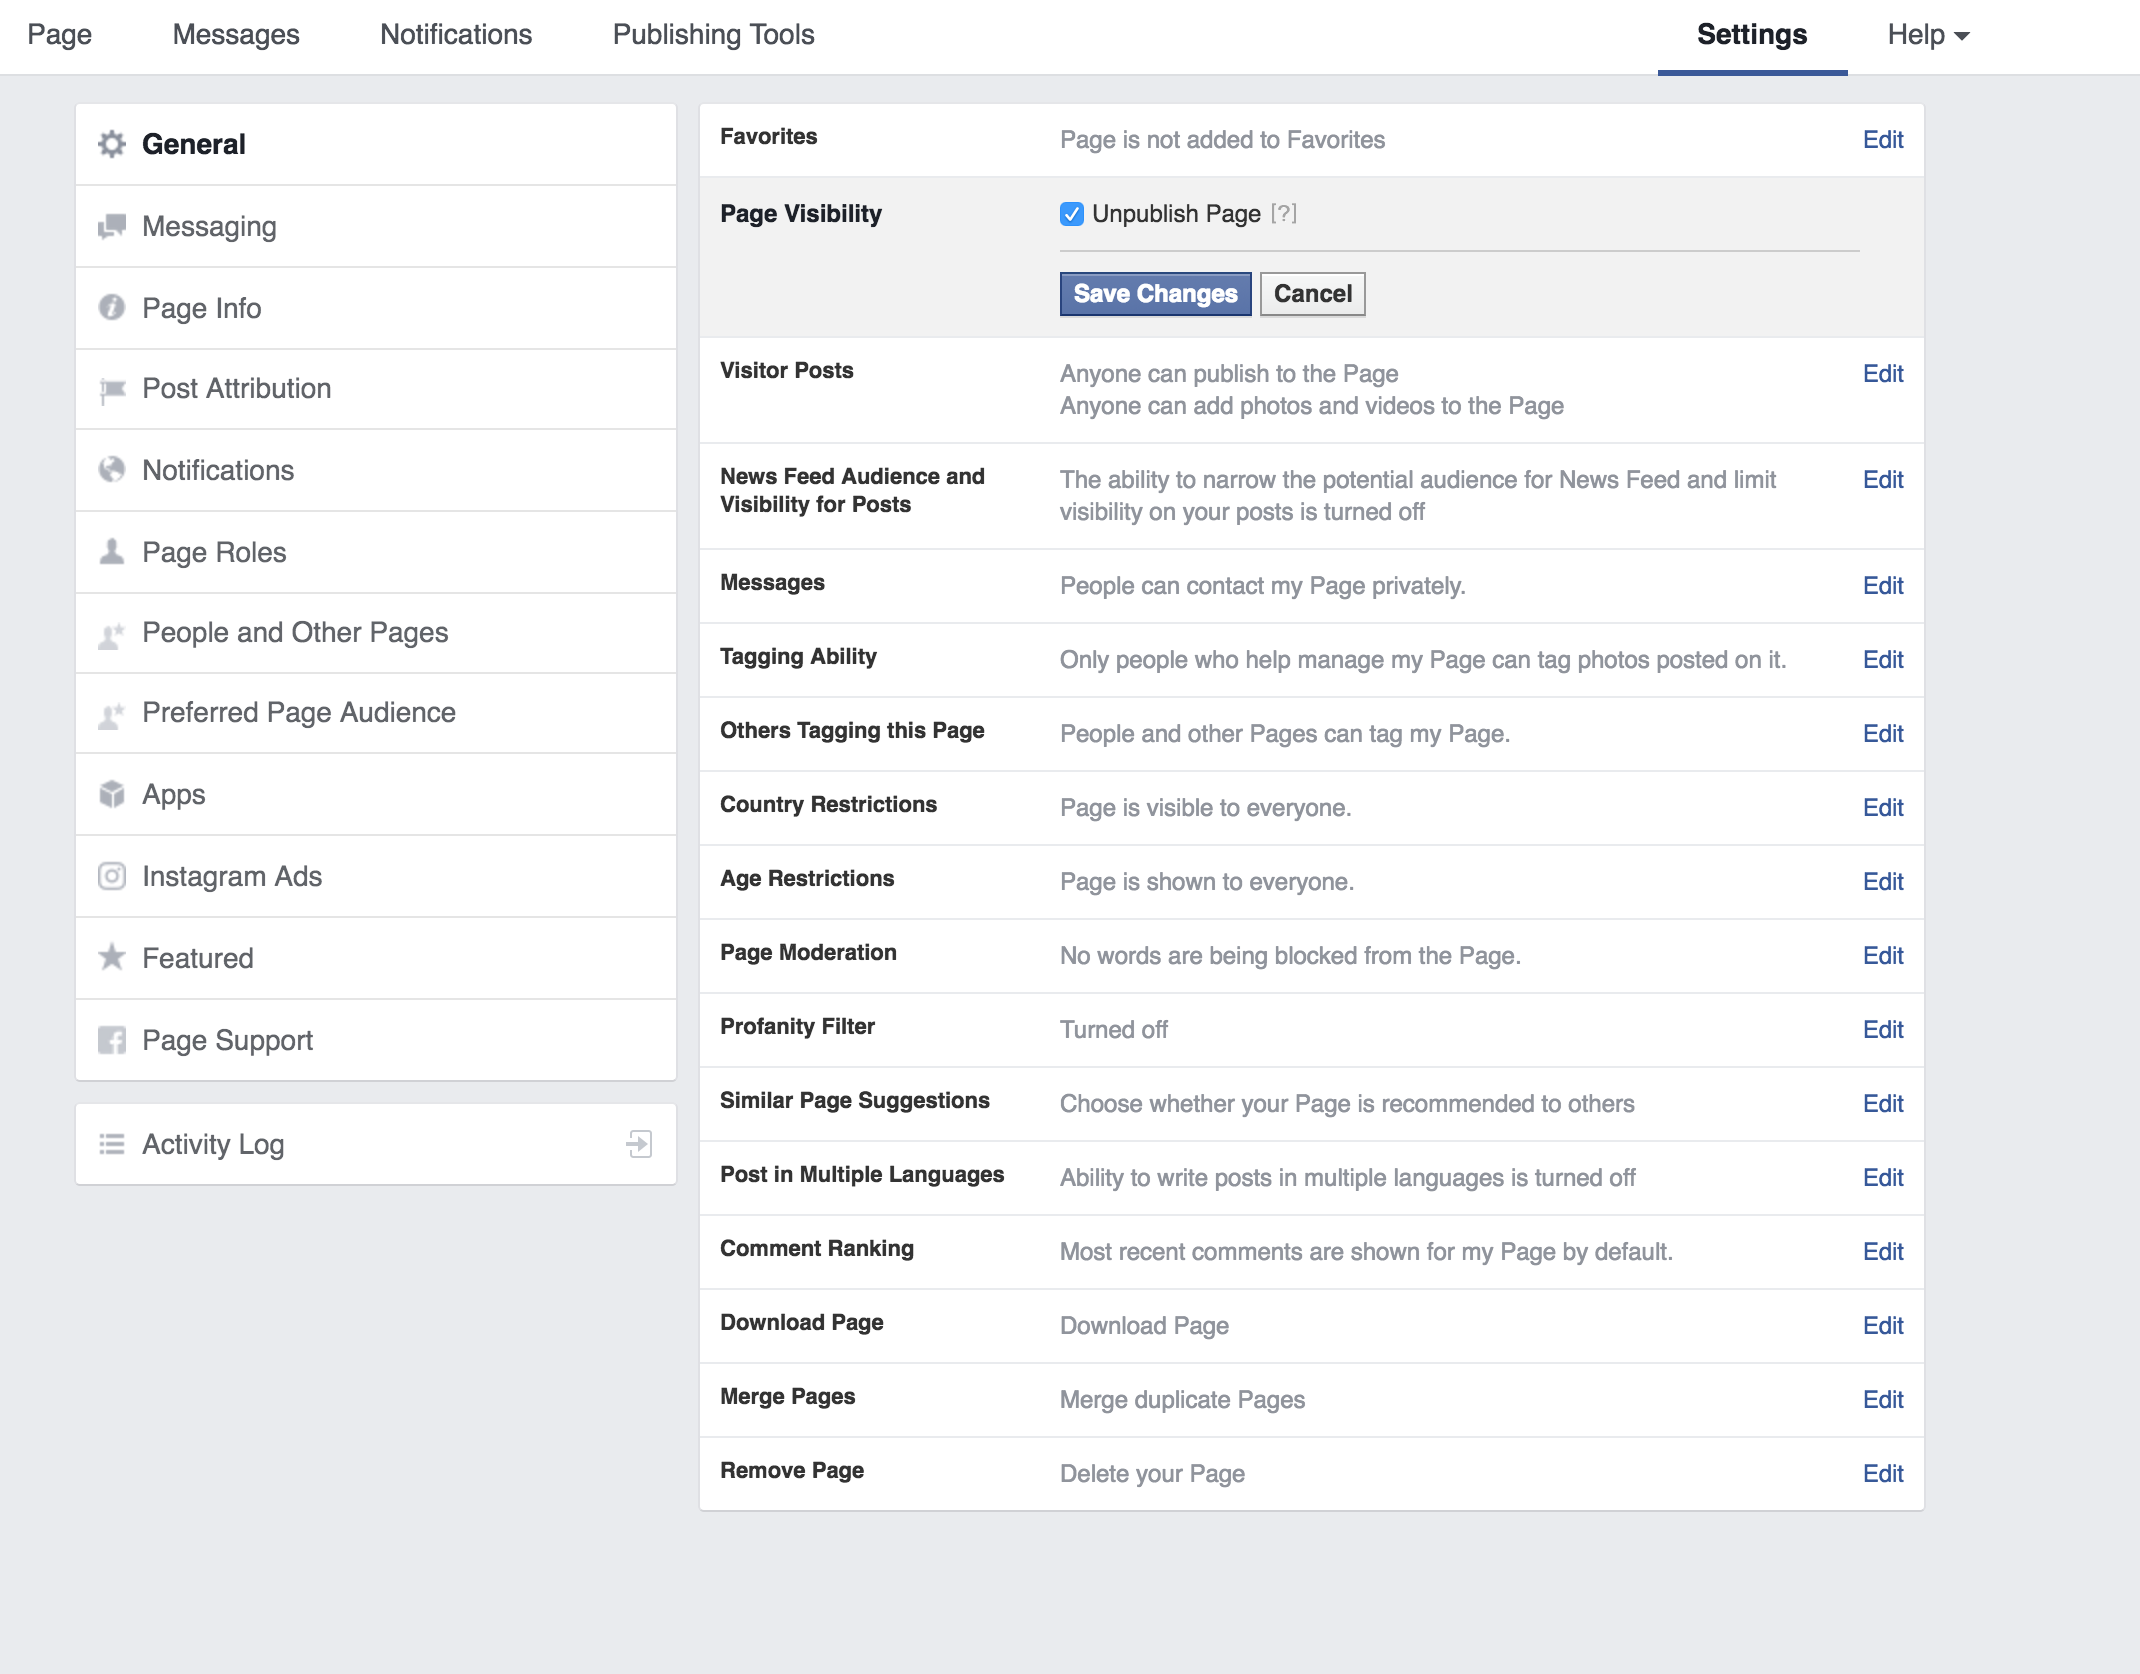 Page Messages Notifications Publishing Tools Settings Help
General
Messaging
Page Info
Post Attribution
Notifications
Page Roles
People and Other Pages
Preferred Page Audience
Apps
Instagram Ads
Featured
Page Support
Activity Log
Favorites Page is not added to Favorites Edit
Page Visibility Unpublish Page [?]
Save Changes Cancel
Visitor Posts Anyone can publish to the Page Edit
Anyone can add photos and videos to the Page
News Feed Audience and The ability to narrow the potential audience for News Feed and limit Edit
Visibility for Posts visibility on your posts is turned off
Messages People can contact my Page privately. Edit
Tagging Ability Only people who help manage my Page can tag photos posted on it. Edit
Others Tagging this Page People and other Pages can tag my Page. Edit
Country Restrictions Page is visible to everyone. Edit
Age Restrictions Page is shown to everyone. Edit
Page Moderation No words are being blocked from the Page. Edit
Profanity Filter Turned off Edit
Similar Page Suggestions Choose whether your Page is recommended to others Edit
Post in Multiple Languages Ability to write posts in multiple languages is turned off Edit
Comment Ranking Most recent comments are shown for my Page by default. Edit
Download Page Download Page Edit
Merge Pages Merge duplicate Pages Edit
Remove Page Delete your Page Edit